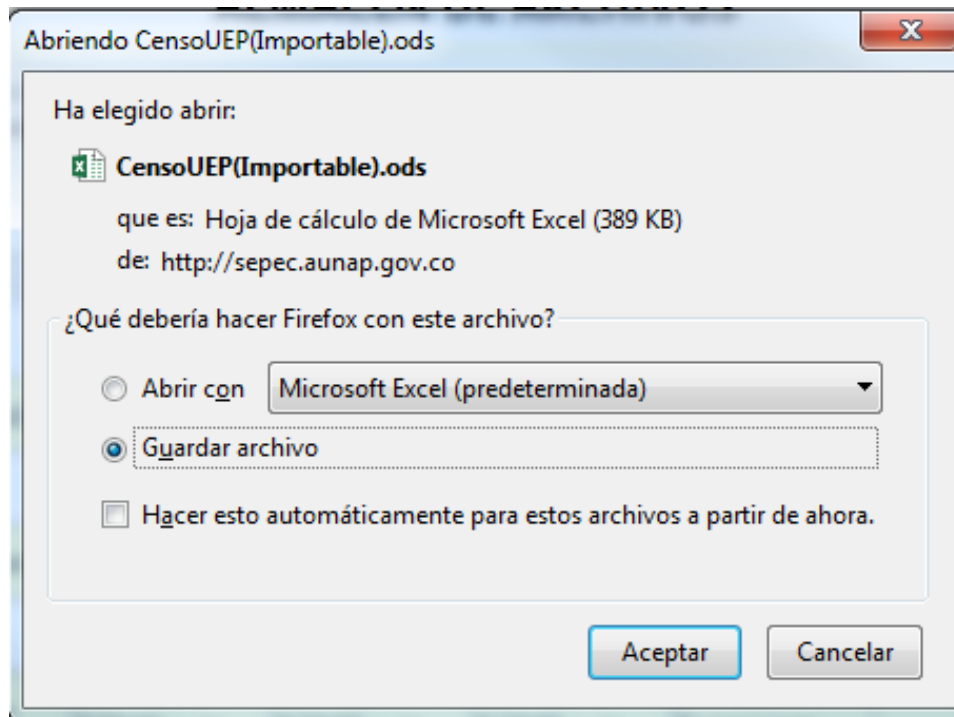 Abriendo CensoUEP(Importable).ods
Ha elegido abrir:
CensoUEP(Importable).ods
que es: Hoja de cálculo de Microsoft Excel (389 KB)
de: http://sepec.aunap.gov.co
¿Qué debería hacer Firefox con este archivo?
Abrir con Microsoft Excel (predeterminada)
Guardar archivo
Hacer esto automáticamente para estos archivos a partir de ahora.
Aceptar Cancelar